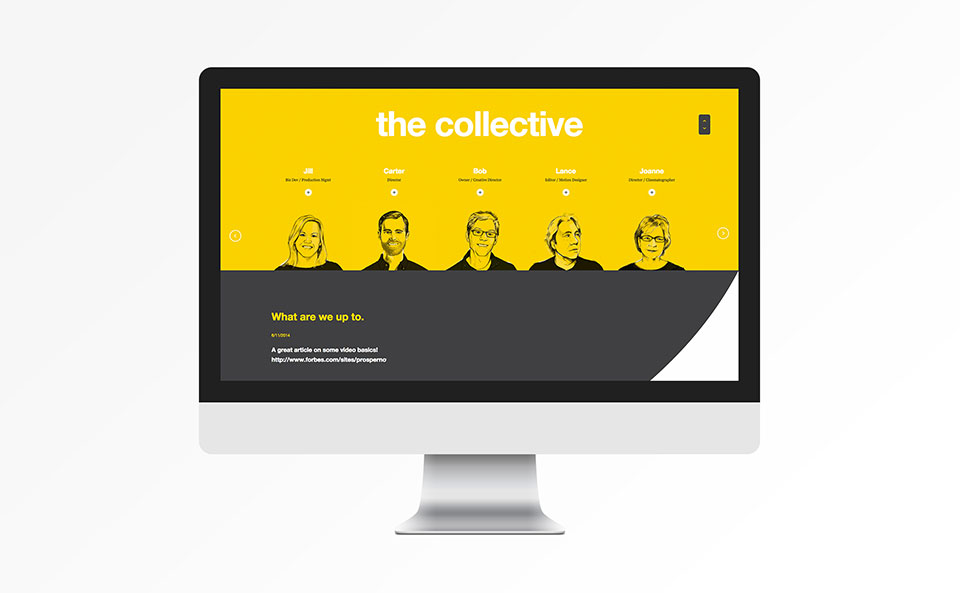 the collective
Jill Carter Bob Lance Joanne
Biz Dev / Production Mgmt Director Owner / Creative Director Editor / Motion Designer Director / Cinematographer
What are we up to.
6/11/2014
A great article on some video basics!
http://www.forbes.com/sites/prosperno